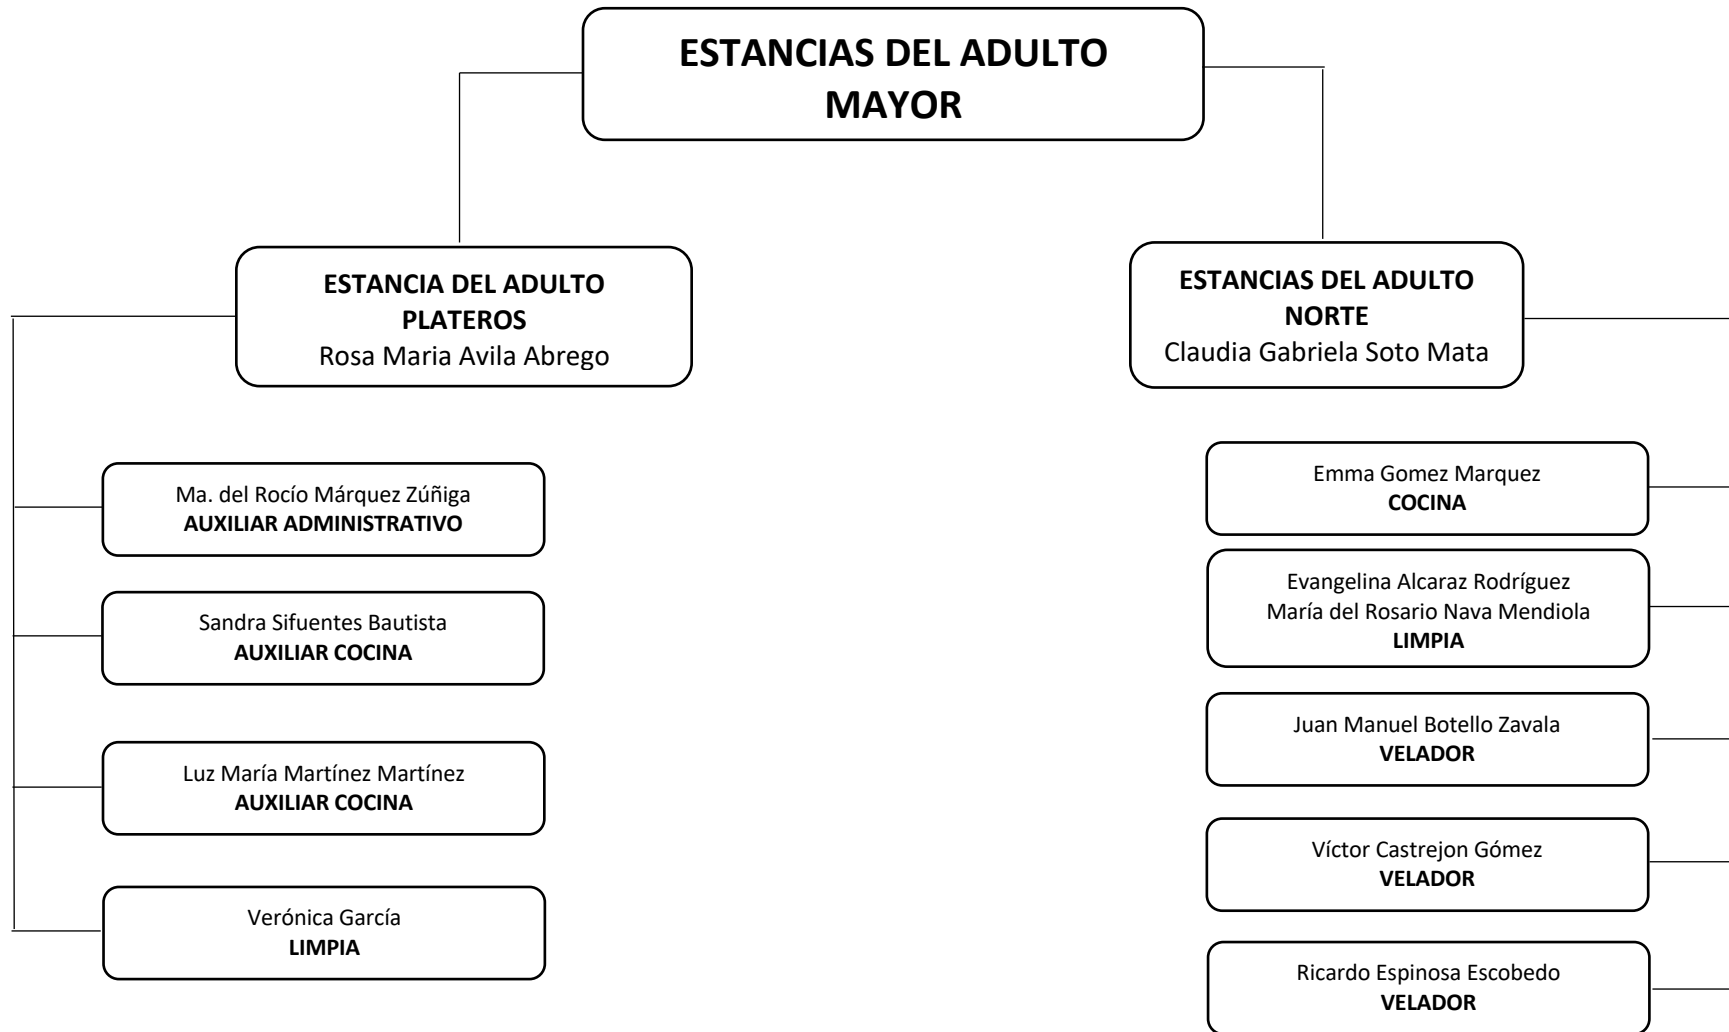 ESTANCIAS DEL ADULTO
MAYOR
ESTANCIA DEL ADULTO
PLATEROS
Rosa Maria Avila Abrego
Ma. del Rocío Márquez Zúñiga
AUXILIAR ADMINISTRATIVO
Sandra Sifuentes Bautista
AUXILIAR COCINA
Luz María Martínez Martínez
AUXILIAR COCINA
Verónica García
LIMPIA
ESTANCIAS DEL ADULTO
NORTE
Claudia Gabriela Soto Mata
Emma Gomez Marquez
COCINA
Evangelina Alcaraz Rodríguez
María del Rosario Nava Mendiola
LIMPIA
Juan Manuel Botello Zavala
VELADOR
Víctor Castrejon Gómez
VELADOR
Ricardo Espinosa Escobedo
VELADOR